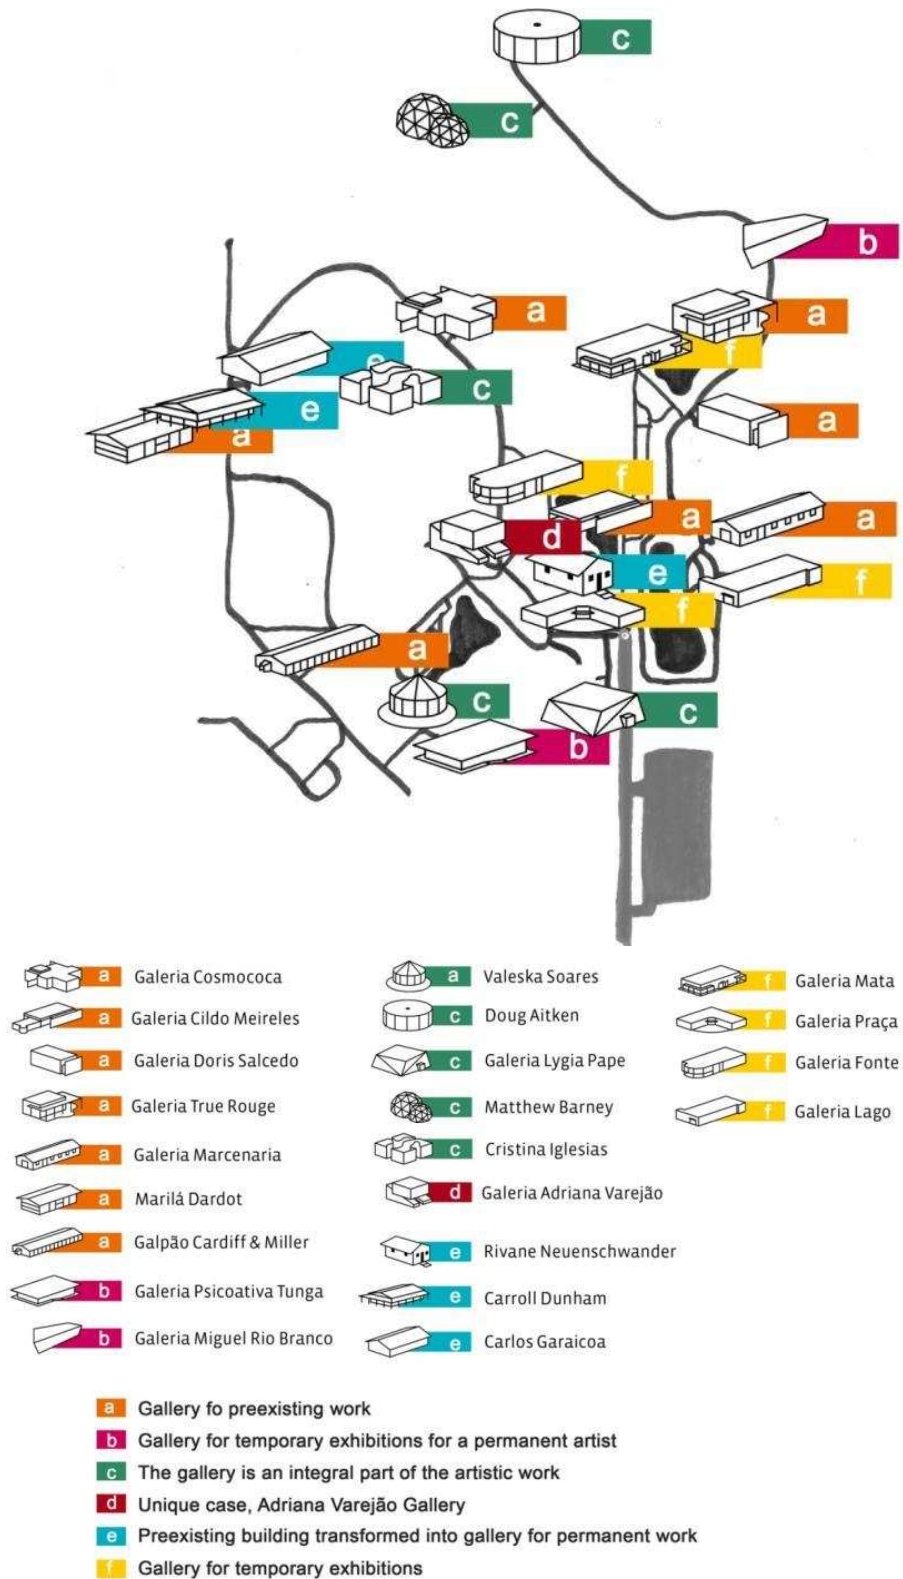 c
c
b
a
a
f
e
c
e
a
a
f
a
d
a
e
f
f
a
c
c
b
a Galeria Cosmococa
a Galeria Cildo Meireles
a Galeria Doris Salcedo
a Galeria True Rouge
a Galeria Marcenaria
a Marilá Dardot
a Galpão Cardiff & Miller
b Galeria Psicoativa Tunga
b Galeria Miguel Rio Branco
a Valeska Soares
c Doug Aitken
c Galeria Lygia Pape
c Matthew Barney
c Cristina Iglesias
d Galeria Adriana Varejão
e Rivane Neuenschwander
e Carroll Dunham
e Carlos Garaicoa
f Galeria Mata
f Galeria Praça
f Galeria Fonte
f Galeria Lago
a Gallery fo preexisting work
b Gallery for temporary exhibitions for a permanent artist
c The gallery is an integral part of the artistic work
d Unique case, Adriana Varejão Gallery
e Preexisting building transformed into gallery for permanent work
f Gallery for temporary exhibitions